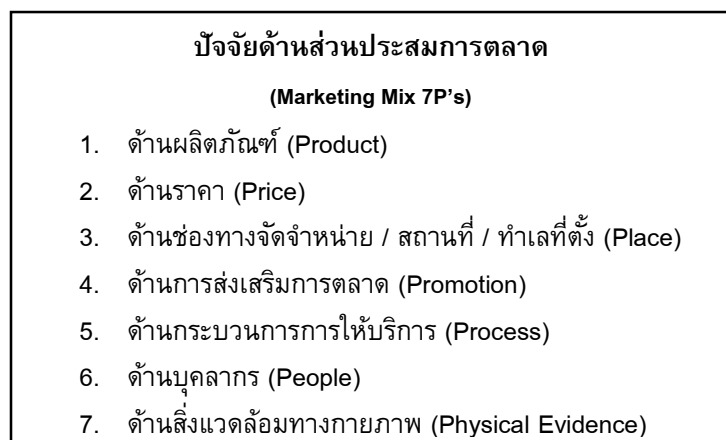 ปัจจัยด้านส่วนประสมการตลาด
(Marketing Mix 7P's)
1. ด้านผลิตภัณฑ์ (Product)
2. ด้านราคา (Price)
3. ด้านช่องทางจัดจำหน่าย / สถานที่ / ทำเลที่ตั้ง (Place)
4. ด้านการส่งเสริมการตลาด (Promotion)
5. ด้านกระบวนการการให้บริการ (Process)
6. ด้านบุคลากร (People)
7. ด้านสิ่งแวดล้อมทางกายภาพ (Physical Evidence)